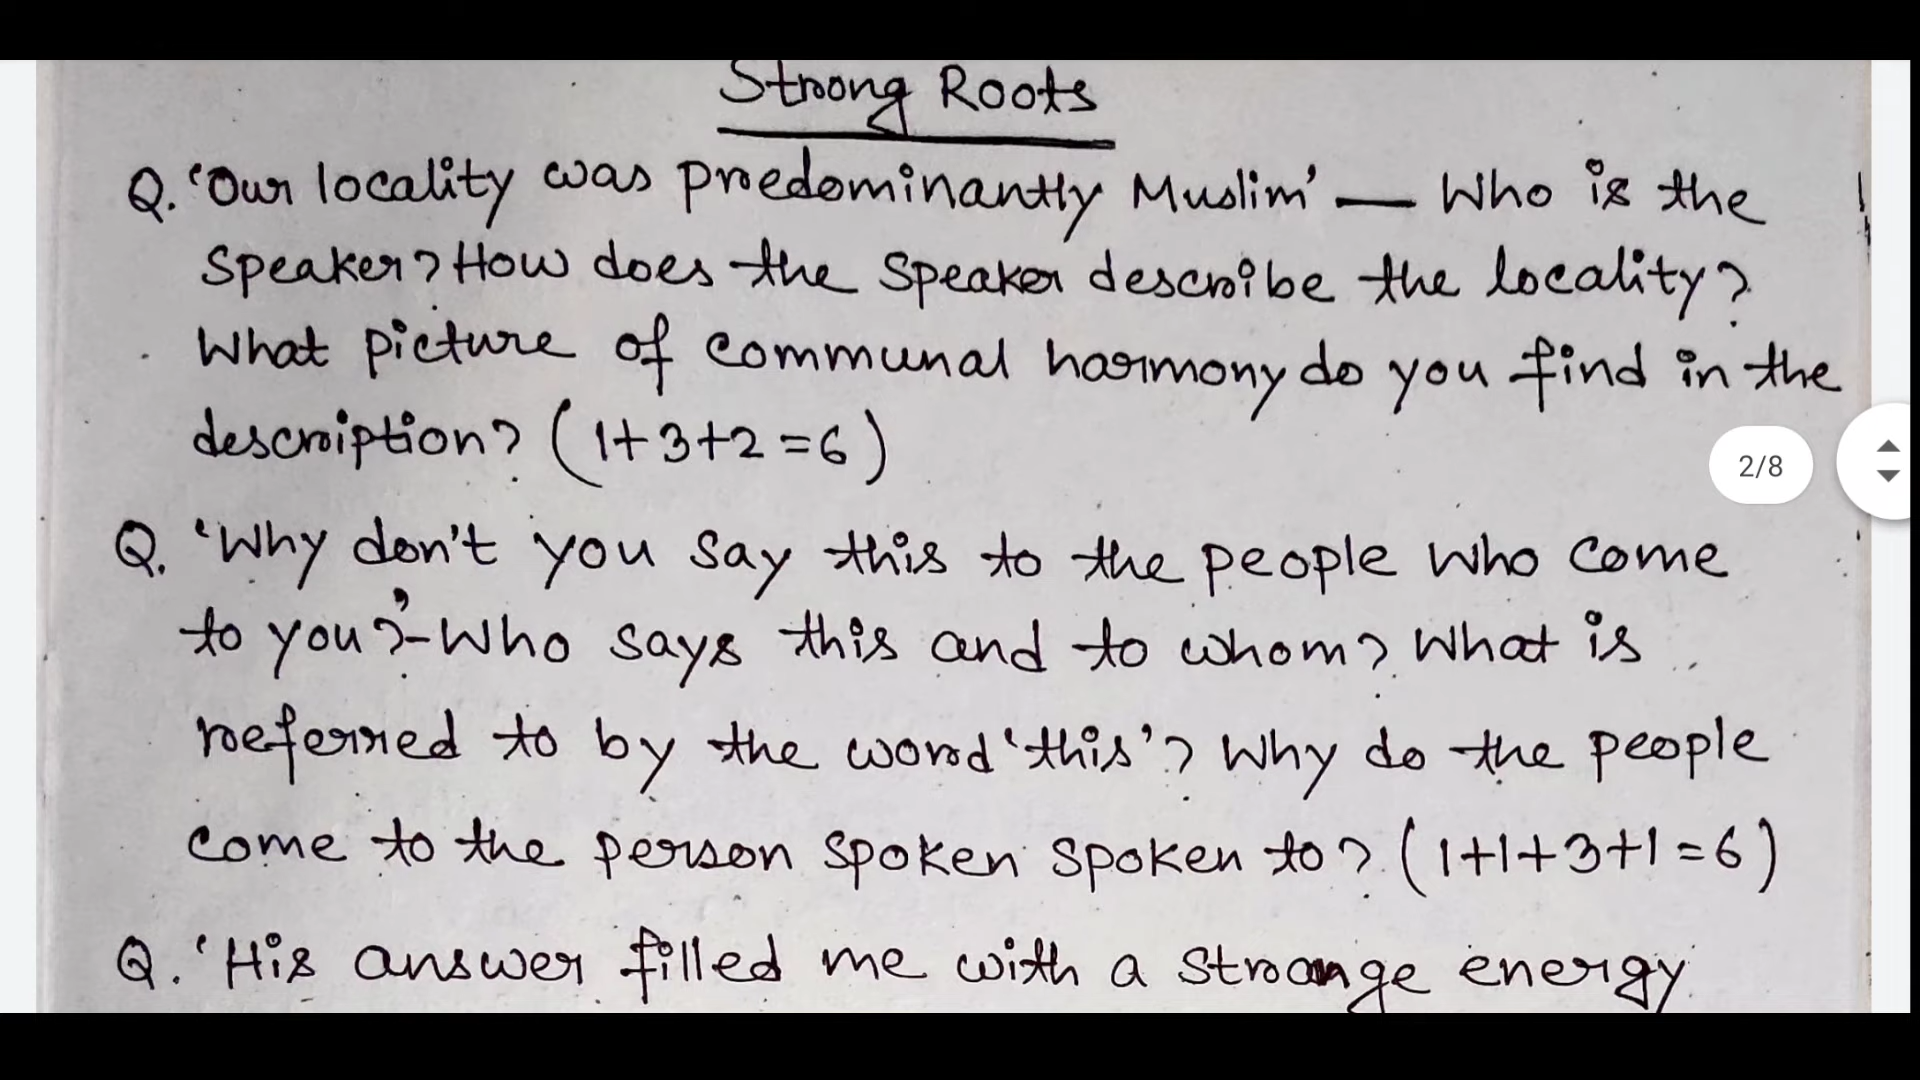 Strong Roots
Q. 'Our locality was predominantly Muslim' — Who is the
speaker? How does the speaker describe the locality?
What picture of communal harmony do you find in the
description? (1+3+2=6)
2/8
Q. 'Why don't you say this to the people who come
to you?' - Who says this and to whom? What is
referred to by the word 'this'? Why do the people
come to the person spoken spoken to? (1+1+3+1=6)
Q. 'His answer filled me with a strange energy